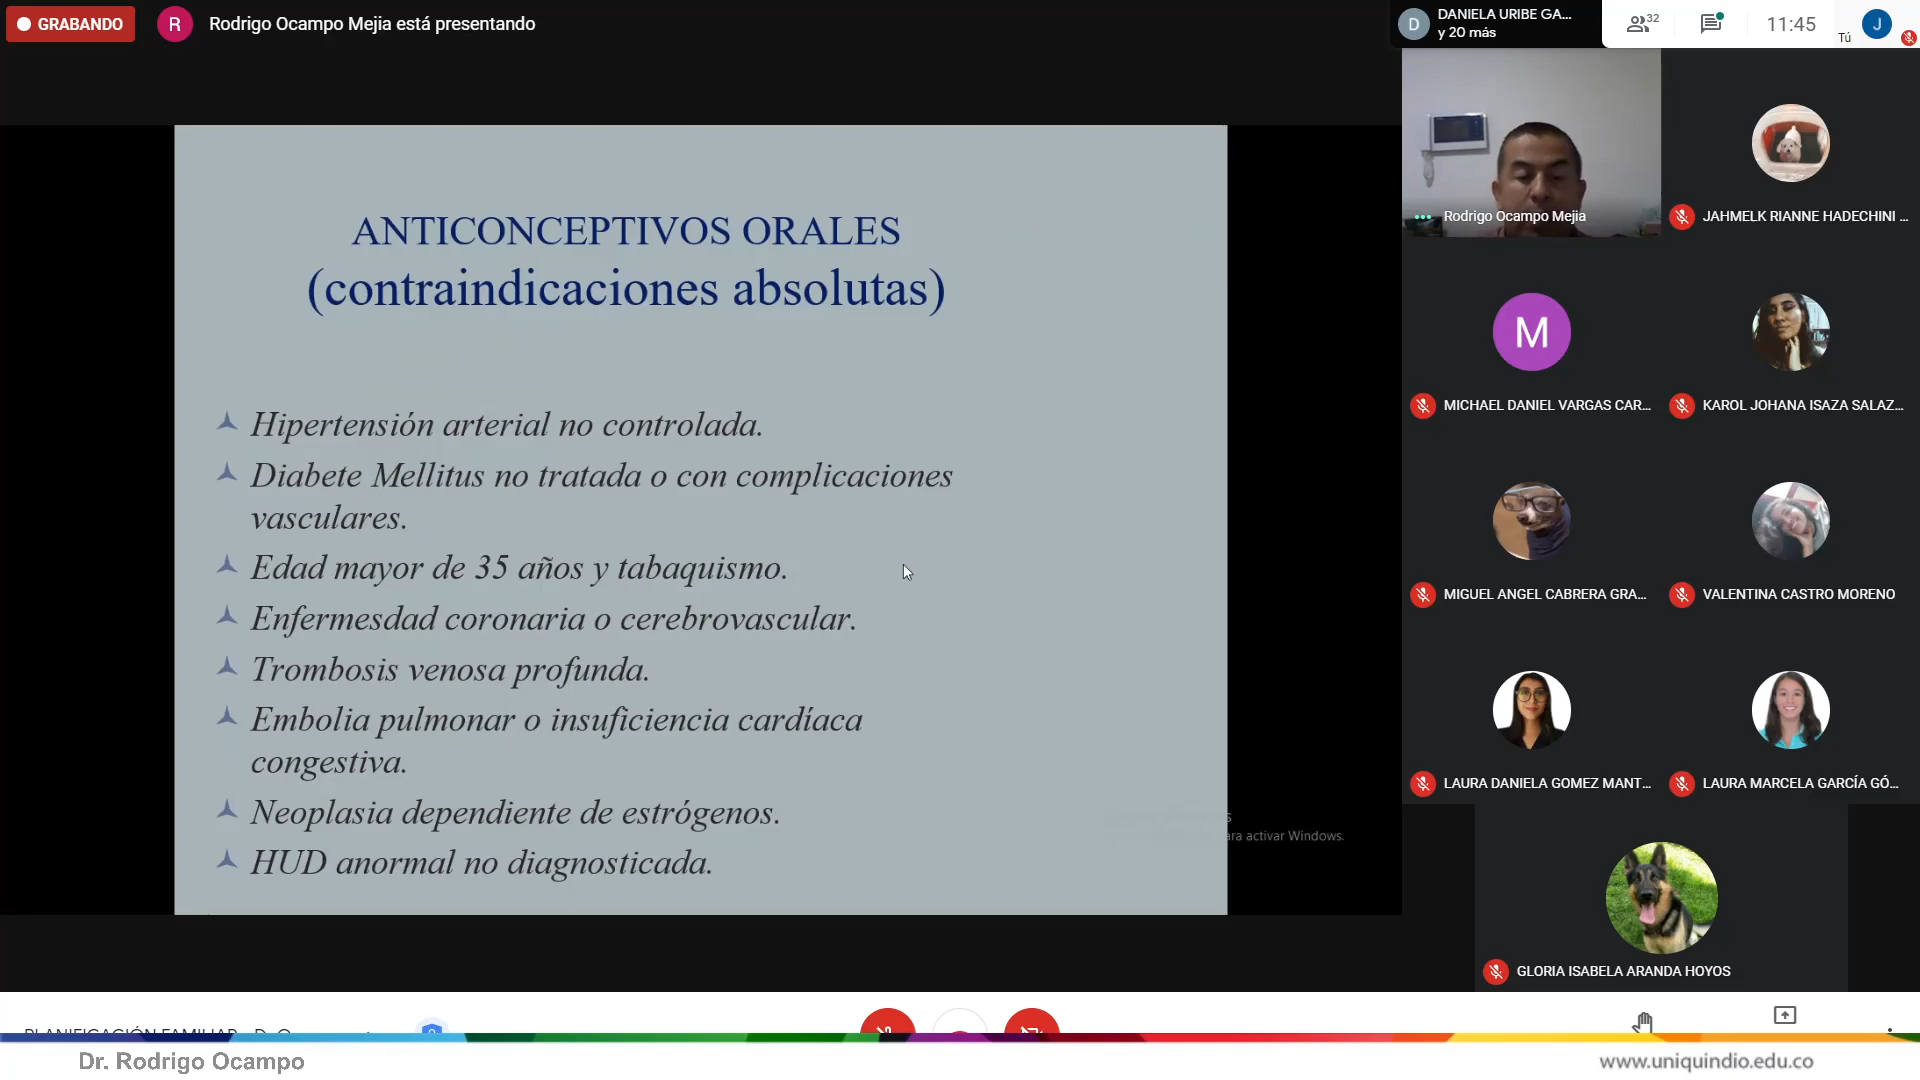 GRABANDO
R
Rodrigo Ocampo Mejia está presentando
D
DANIELA URIBE GA...
y 20 más
32
11:45
Tú
J
ANTICONCEPTIVOS ORALES
(contraindicaciones absolutas)
Hipertensión arterial no controlada.
Diabete Mellitus no tratada o con complicaciones
vasculares.
Edad mayor de 35 años y tabaquismo.
Enfermesdad coronaria o cerebrovascular.
Trombosis venosa profunda.
Embolia pulmonar o insuficiencia cardíaca
congestiva.
Neoplasia dependiente de estrógenos.
HUD anormal no diagnosticada.
activar Windows.
Rodrigo Ocampo Mejia
JAHMELK RIANNE HADECHINI ...
M
MICHAEL DANIEL VARGAS CAR...
KAROL JOHANA ISAZA SALAZ...
MIGUEL ANGEL CABRERA GRA...
VALENTINA CASTRO MORENO
LAURA DANIELA GOMEZ MANT...
LAURA MARCELA GARCÍA GÓ...
GLORIA ISABELA ARANDA HOYOS
PLANIFICACIÓN FAMILIAR
Dr. Rodrigo Ocampo
www.uniquindio.edu.co